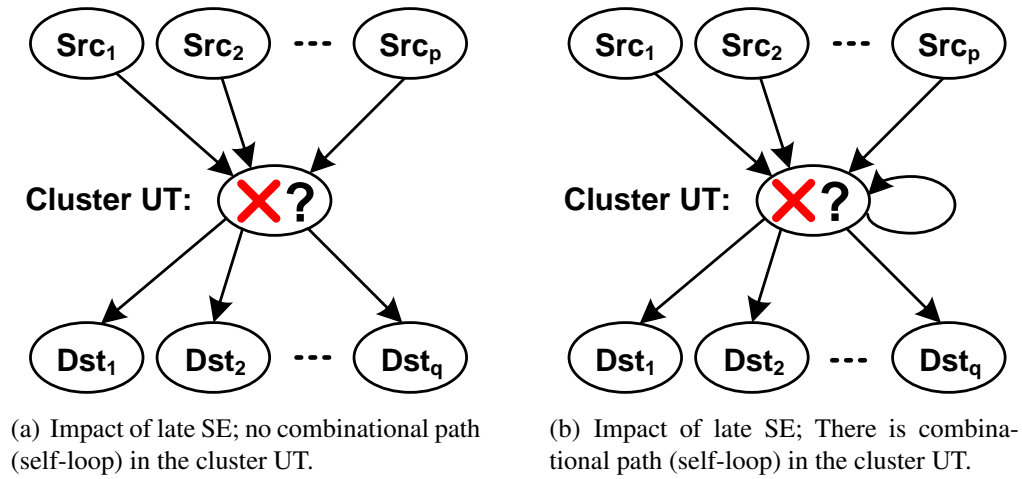 Src1 Src2 --- Srcp Src1 Src2 --- Srcp
Cluster UT: ? Cluster UT: ?
Dst1 Dst2 --- Dstq Dst1 Dst2 --- Dstq
(a) Impact of late SE; no combinational path
(self-loop) in the cluster UT.
(b) Impact of late SE; There is combina-
tional path (self-loop) in the cluster UT.